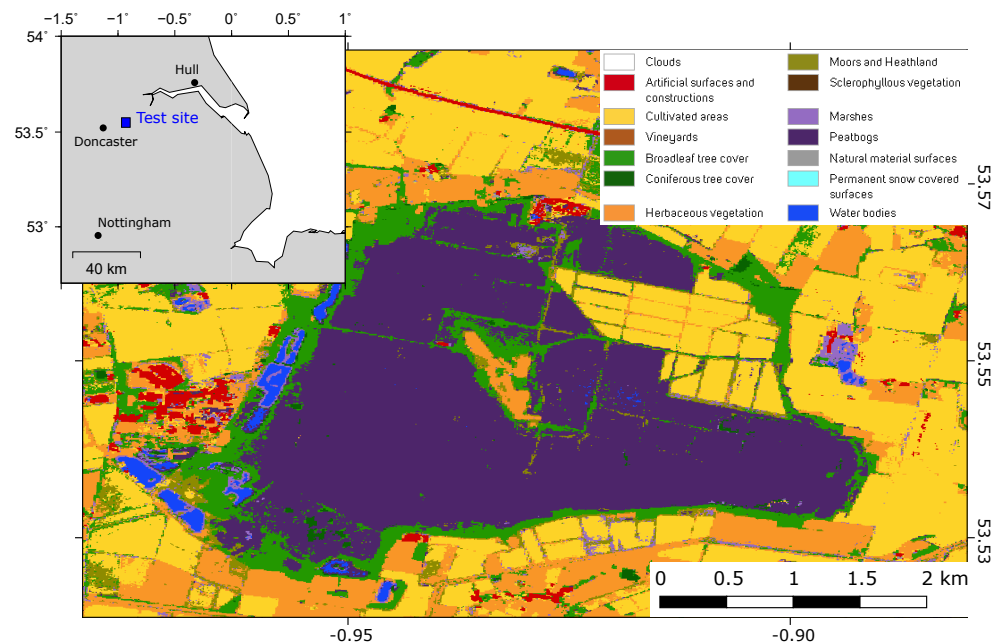 −1.5˚ −1˚ −0.5˚ 0˚ 0.5˚ 1˚
54˚
53.5˚
53˚
Hull
Test site
Doncaster
Nottingham
40 km
Clouds
Artificial surfaces and
constructions
Cultivated areas
Vineyards
Broadleaf tree cover
Coniferous tree cover
Herbaceous vegetation
Moors and Heathland
Sclerophyllous vegetation
Marshes
Peatbogs
Natural material surfaces
Permanent snow covered
surfaces
Water bodies
53.57
53.55
53.53
0 0.5 1 1.5 2 km
-0.95 -0.90